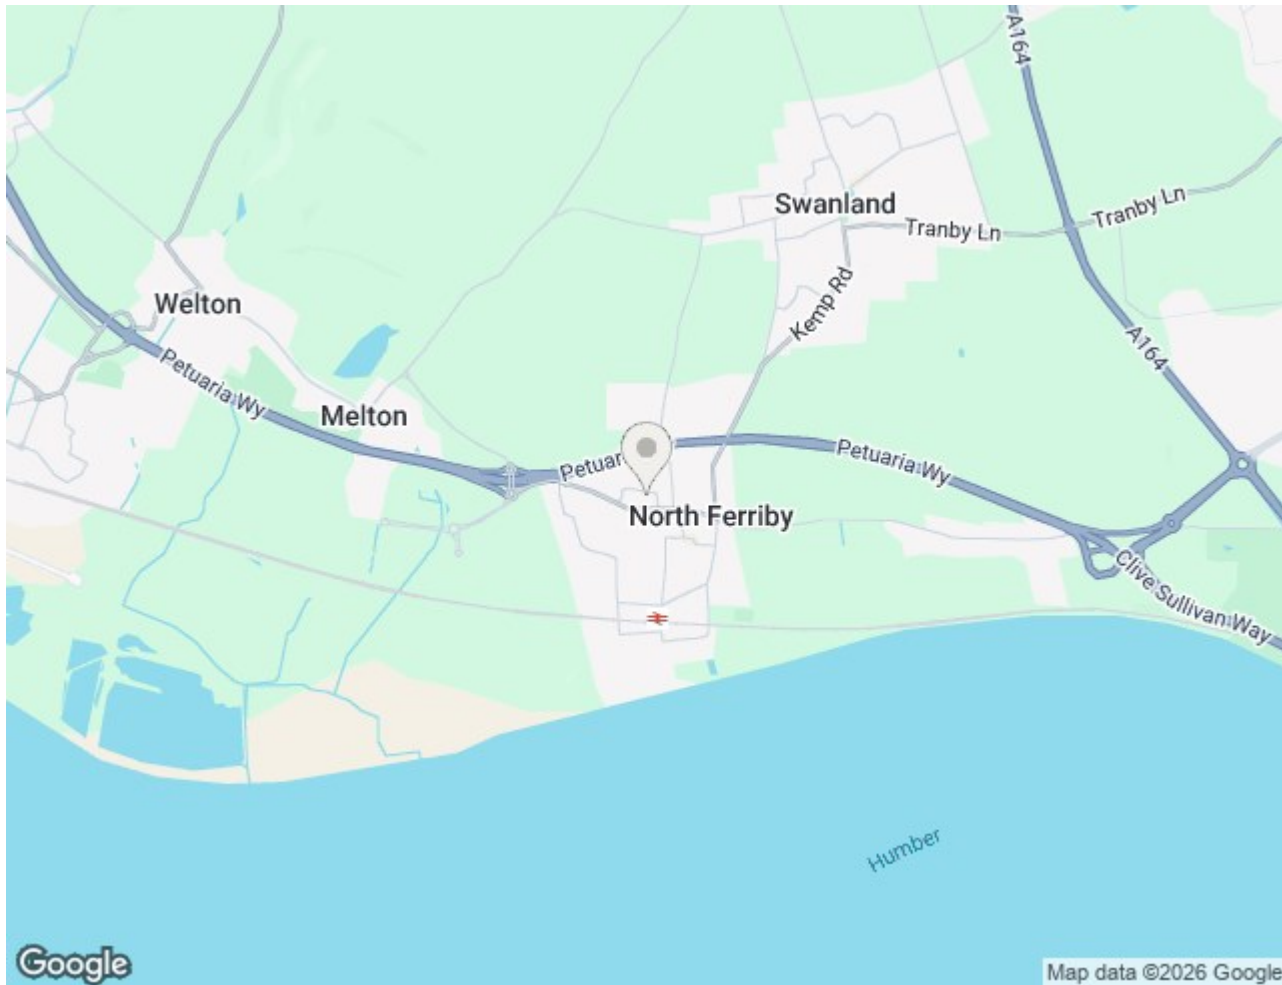 A164
Swanland
Tranby Ln
Tranby Ln
Kemp Rd
Welton
A164
Petuaria Wy
Melton
Petuaria Wy
North Ferriby
Clive Sullivan Way
Humber
Google
Map data ©2026 Google